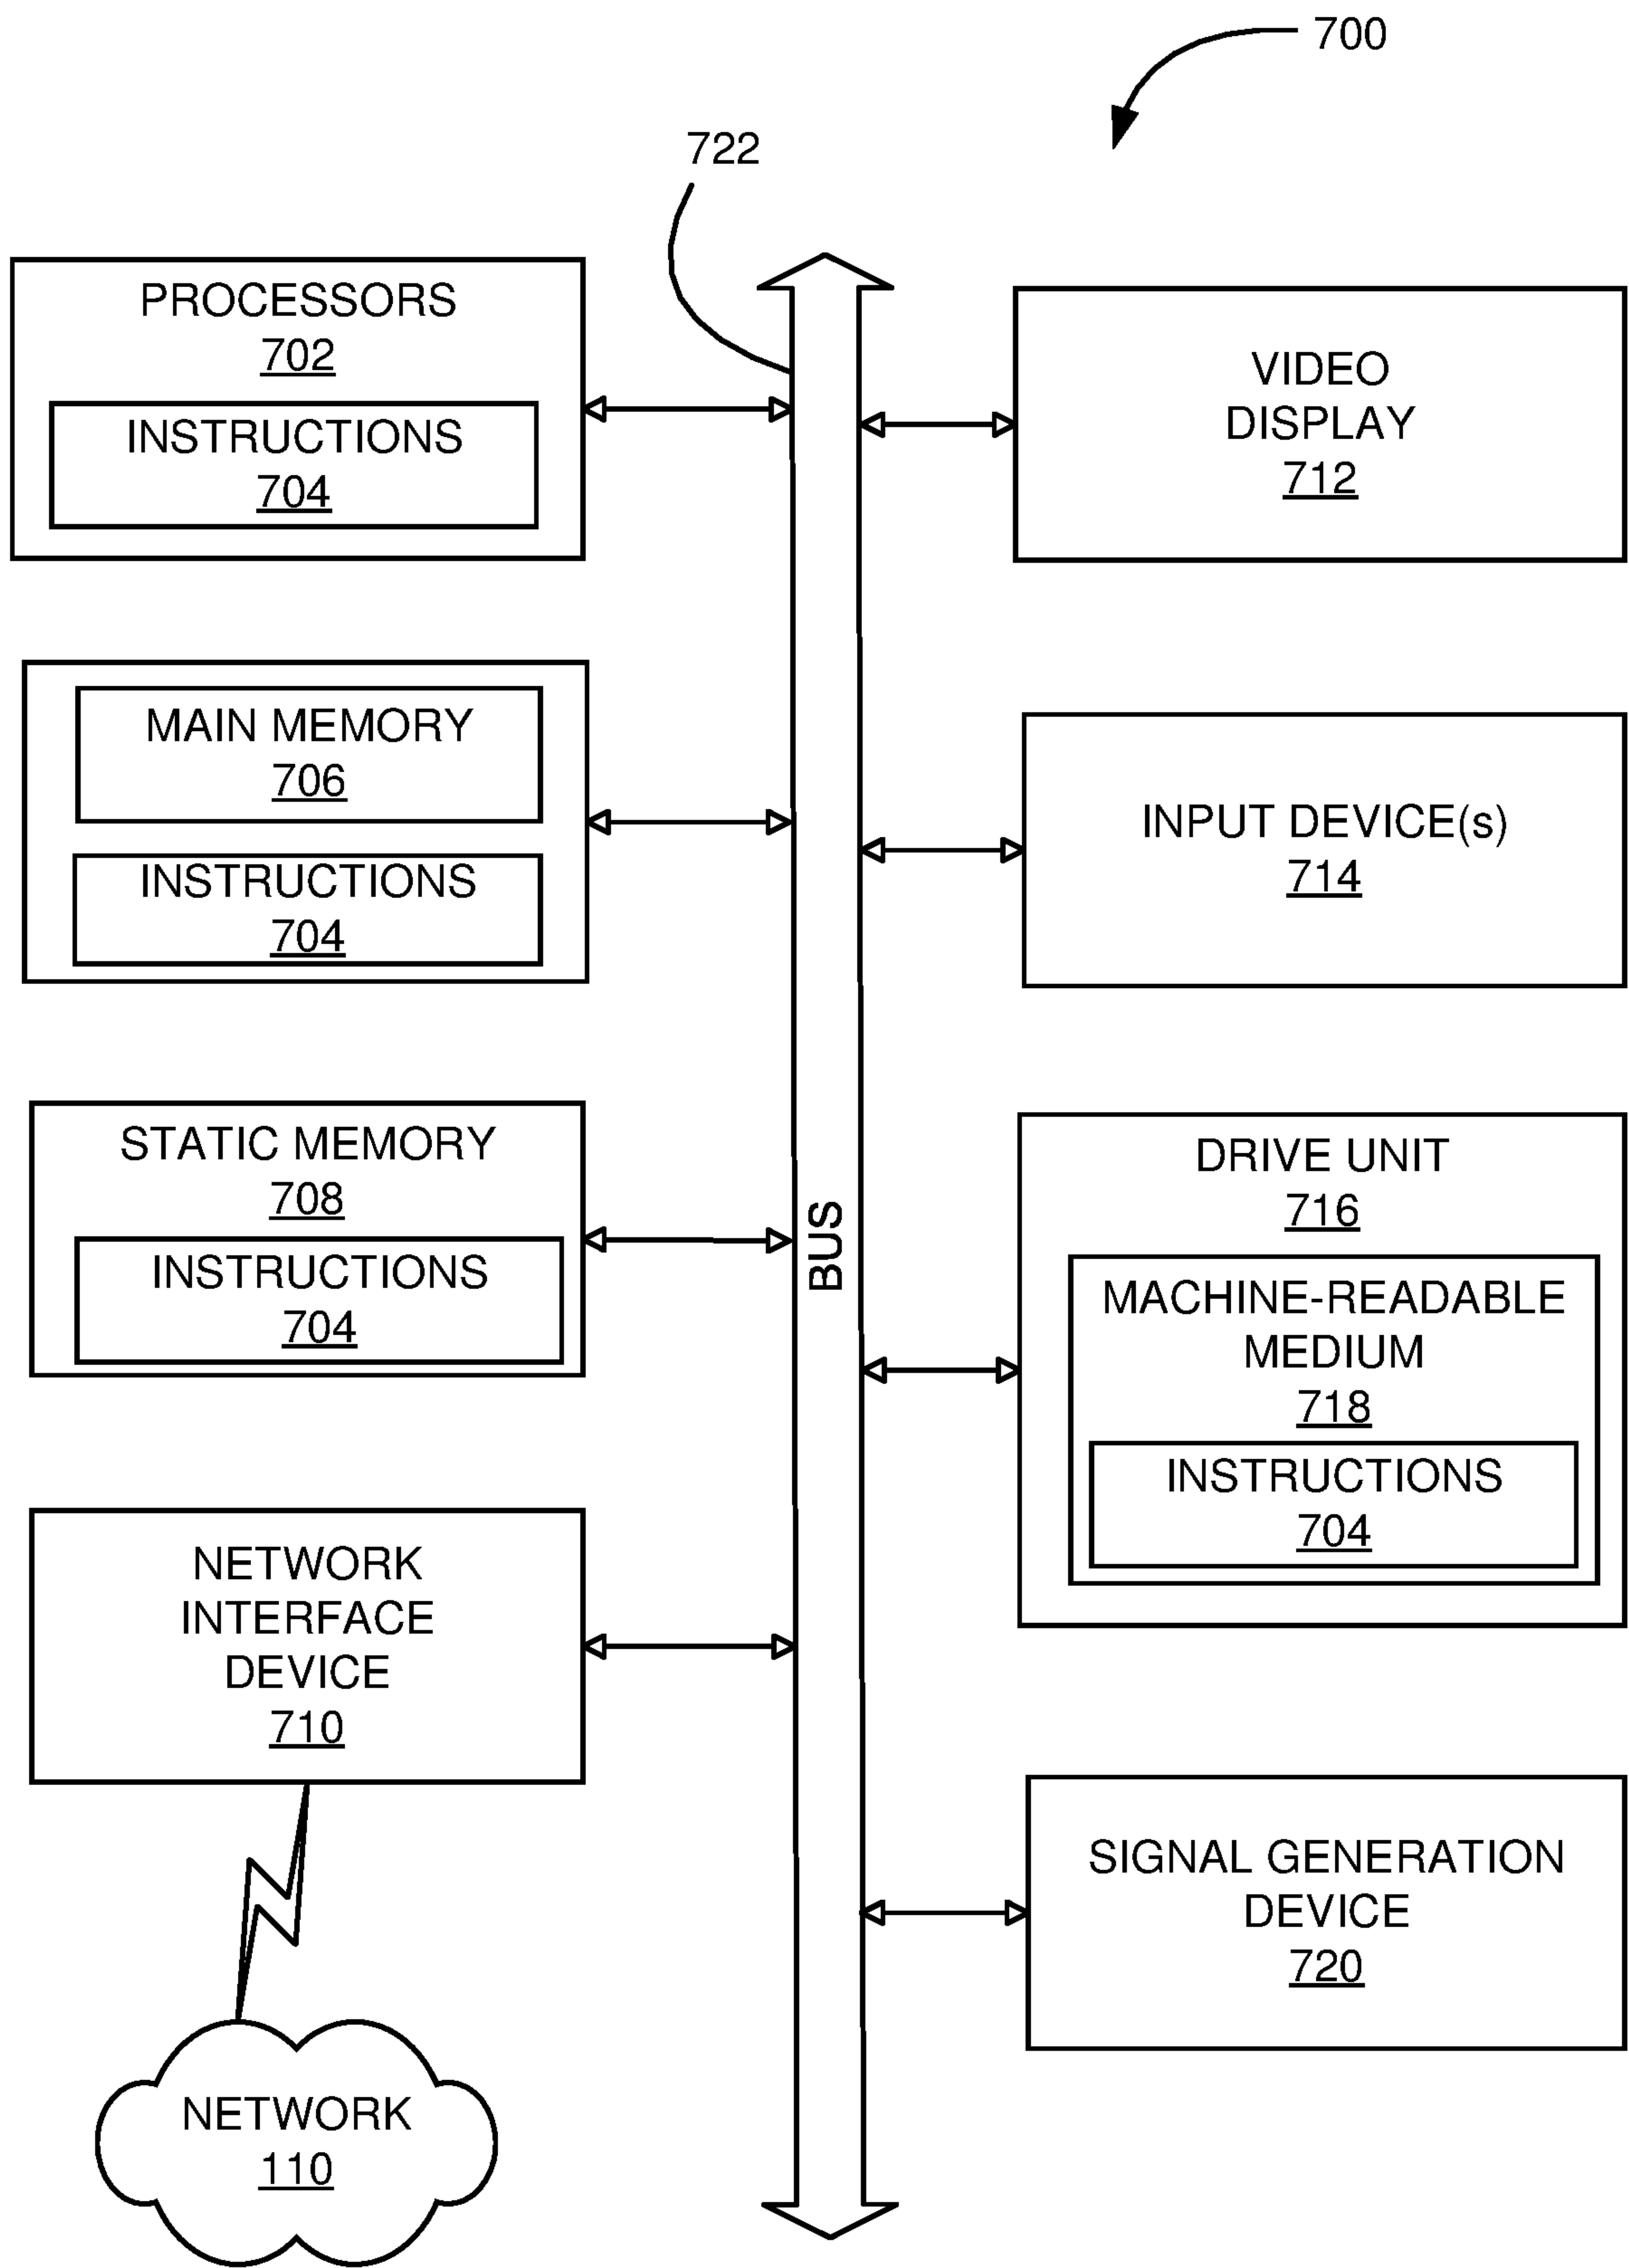 700
722
PROCESSORS
702
INSTRUCTIONS
704
MAIN MEMORY
706
INSTRUCTIONS
704
STATIC MEMORY
708
INSTRUCTIONS
704
NETWORK
INTERFACE
DEVICE
710
NETWORK
110
BUS
VIDEO
DISPLAY
712
INPUT DEVICE(s)
714
DRIVE UNIT
716
MACHINE-READABLE
MEDIUM
718
INSTRUCTIONS
704
SIGNAL GENERATION
DEVICE
720